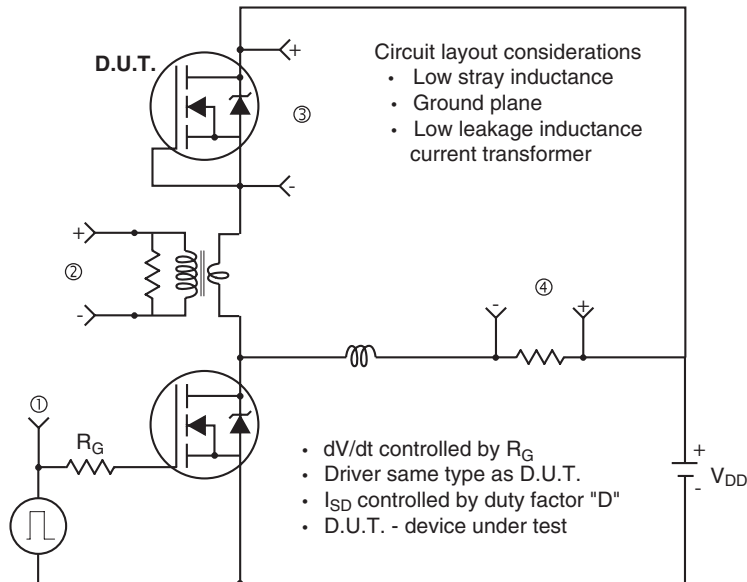 D.U.T.
+
③
-
Circuit layout considerations
• Low stray inductance
• Ground plane
• Low leakage inductance
current transformer
+
②
-
-
④
+
①
R_G
• dV/dt controlled by R_G
• Driver same type as D.U.T.
• I_SD controlled by duty factor "D"
• D.U.T. - device under test
+
V_DD
-